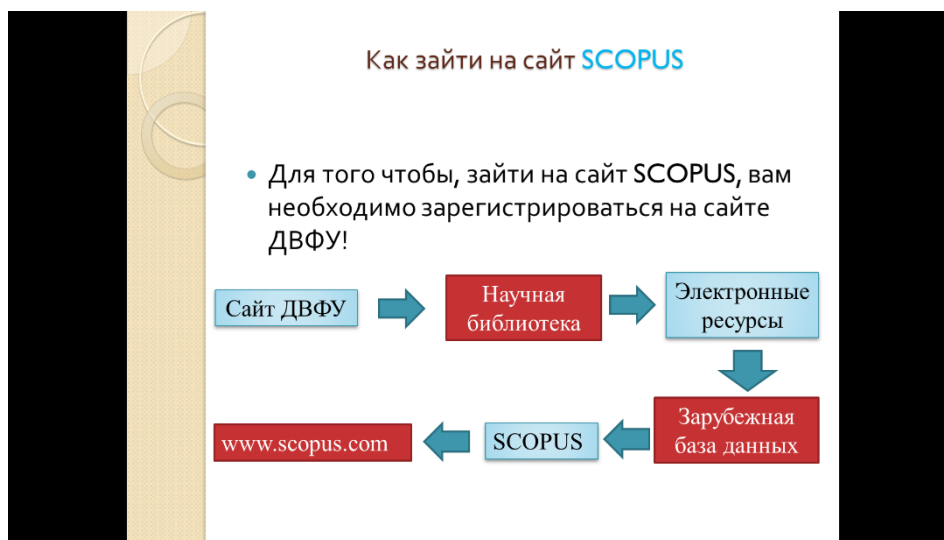 Как зайти на сайт SCOPUS
Для того чтобы, зайти на сайт SCOPUS, вам
необходимо зарегистрироваться на сайте
ДВФУ!
Сайт ДВФУ
Научная
библиотека
Электронные
ресурсы
Зарубежная
база данных
SCOPUS
www.scopus.com